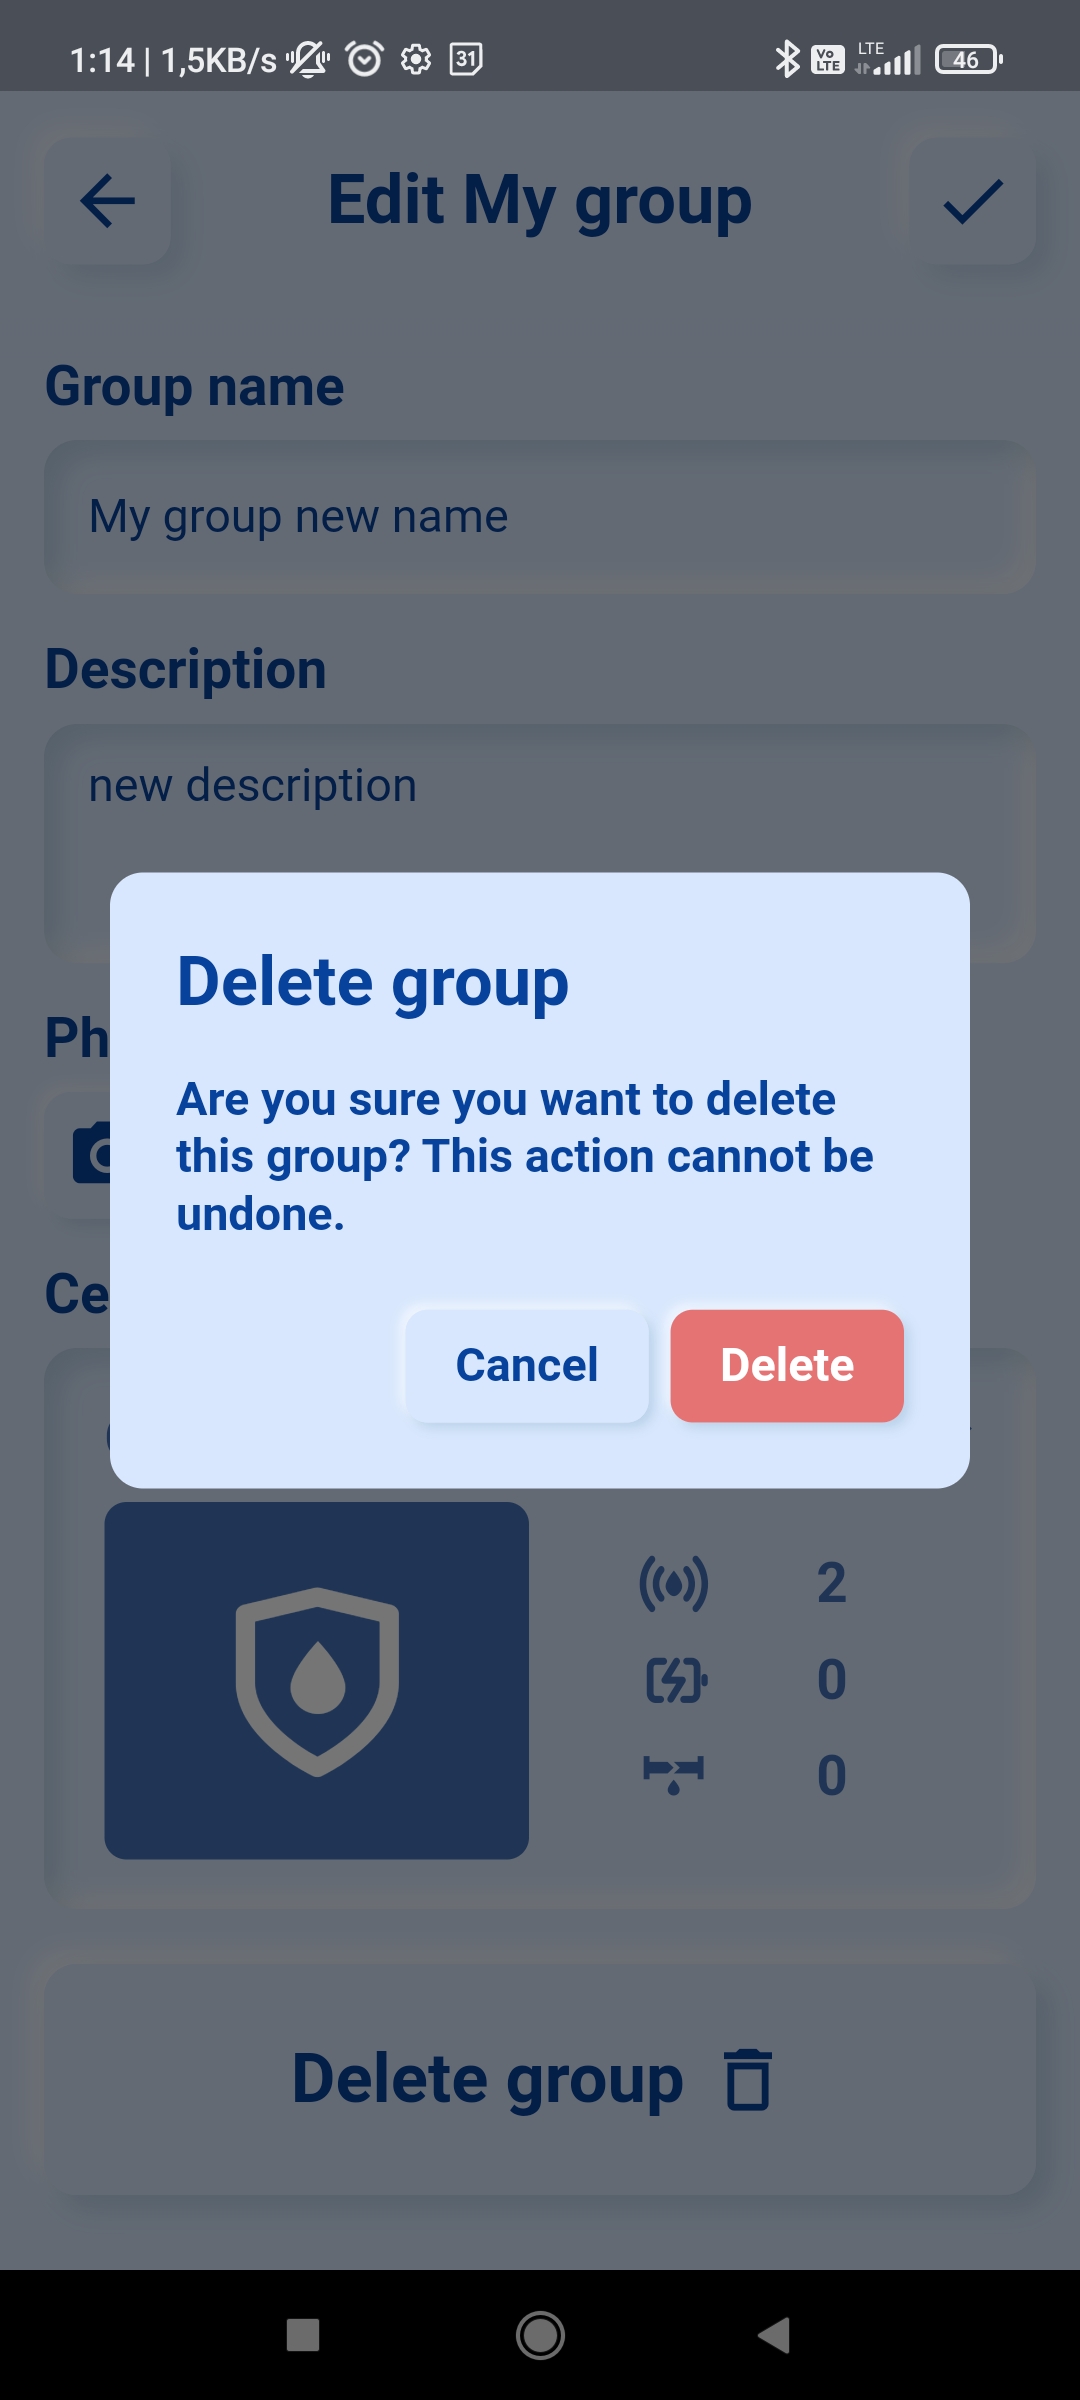 1:14 | 1,5KB/s
31
Vo
LTE
LTE
46
Edit My group
Group name
My group new name
Description
new description
Delete group
Are you sure you want to delete
this group? This action cannot be
undone.
Cancel
Delete
Ph
Ce
2
0
0
Delete group